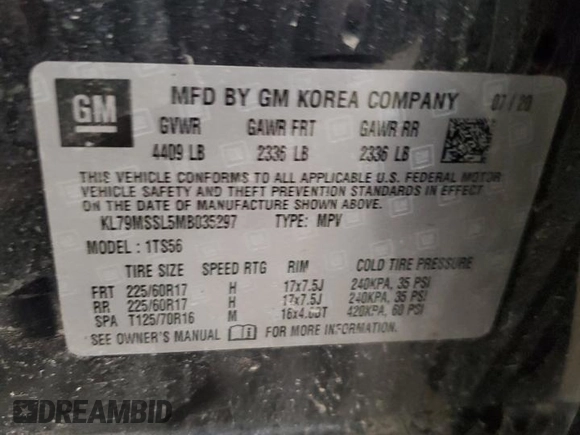 GM MFD BY GM KOREA COMPANY 07/20
GVWR GAWR FRT GAWR RR
4409 LB 2336 LB 2336 LB
THIS VEHICLE CONFORMS TO ALL APPLICABLE U.S. FEDERAL MOTOR
VEHICLE SAFETY AND THEFT PREVENTION STANDARDS IN EFFECT
ON THE DATE OF MANUFACTURE SHOWN ABOVE.
KL79MSSL5MB035297 TYPE: MPV
MODEL: 1TS56
TIRE SIZE SPEED RTG RIM COLD TIRE PRESSURE
FRT 225/60R17 H 17x7.5J 240KPA, 35 PSI
RR 225/60R17 H 17x7.5J 240KPA, 35 PSI
SPA T125/70R16 M 16x4.00T 420KPA, 60 PSI
SEE OWNER'S MANUAL FOR MORE INFORMATION.
DREAMBID